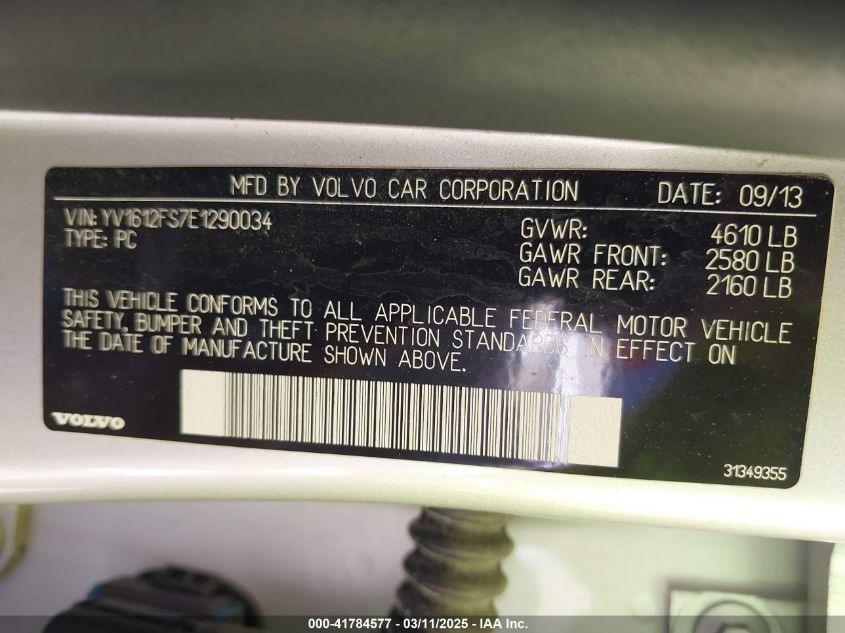 MFD BY VOLVO CAR CORPORATION DATE: 09/13
VIN: YV1612FS7E1290034
TYPE: PC
GVWR: 4610 LB
GAWR FRONT: 2580 LB
GAWR REAR: 2160 LB
THIS VEHICLE CONFORMS TO ALL APPLICABLE FEDERAL MOTOR VEHICLE
SAFETY, BUMPER AND THEFT PREVENTION STANDARDS IN EFFECT ON
THE DATE OF MANUFACTURE SHOWN ABOVE.
VOLVO
31349355
000-41784577 - 03/11/2025 - IAA Inc.